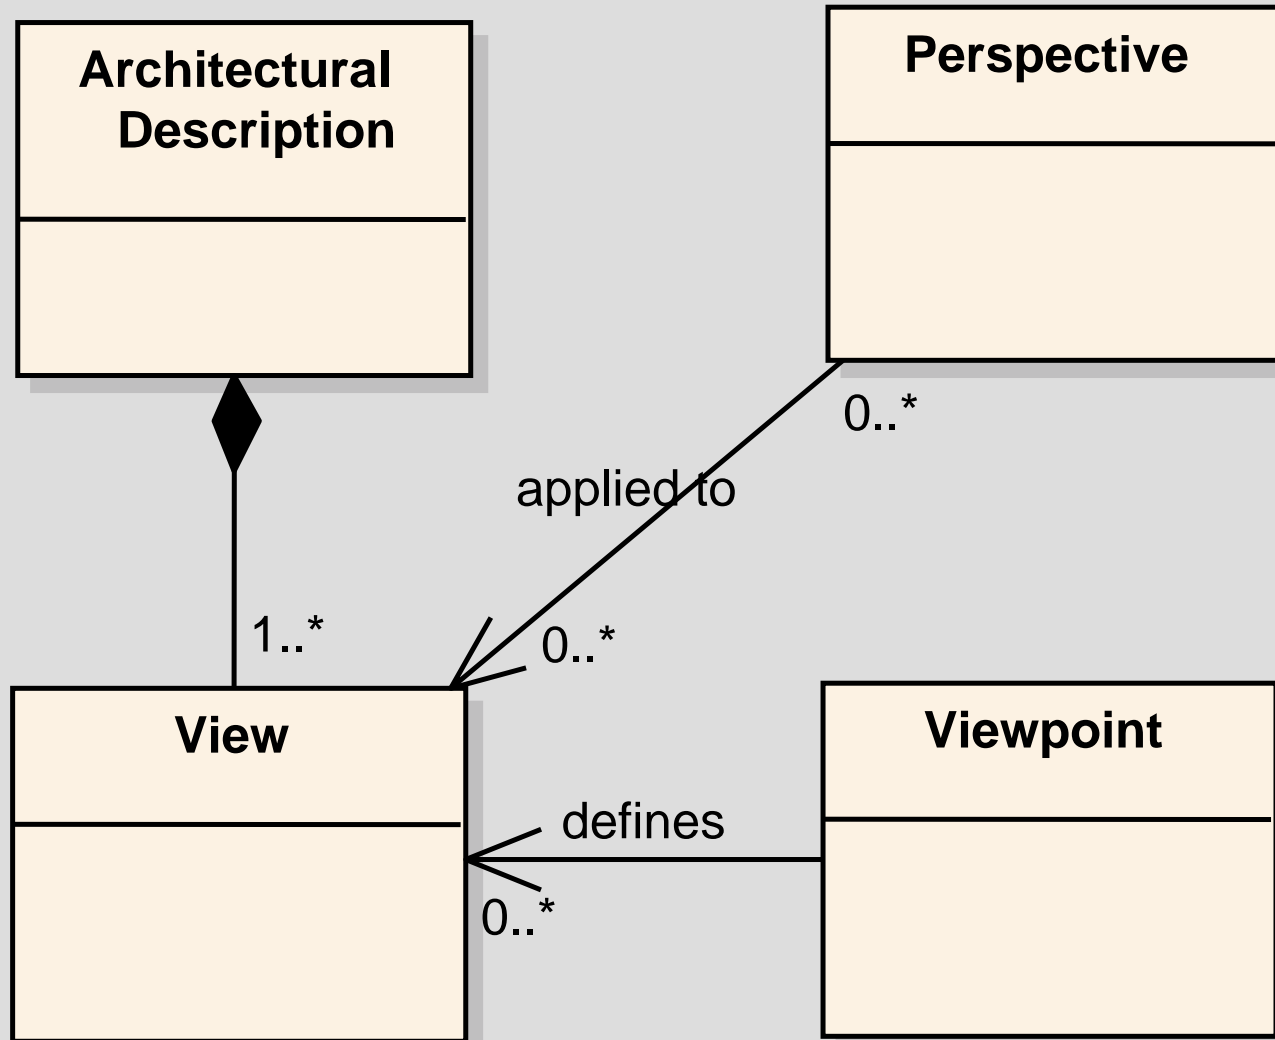 Architectural
Description
Perspective
0..*
applied to
1..*
0..*
View
Viewpoint
defines
0..*